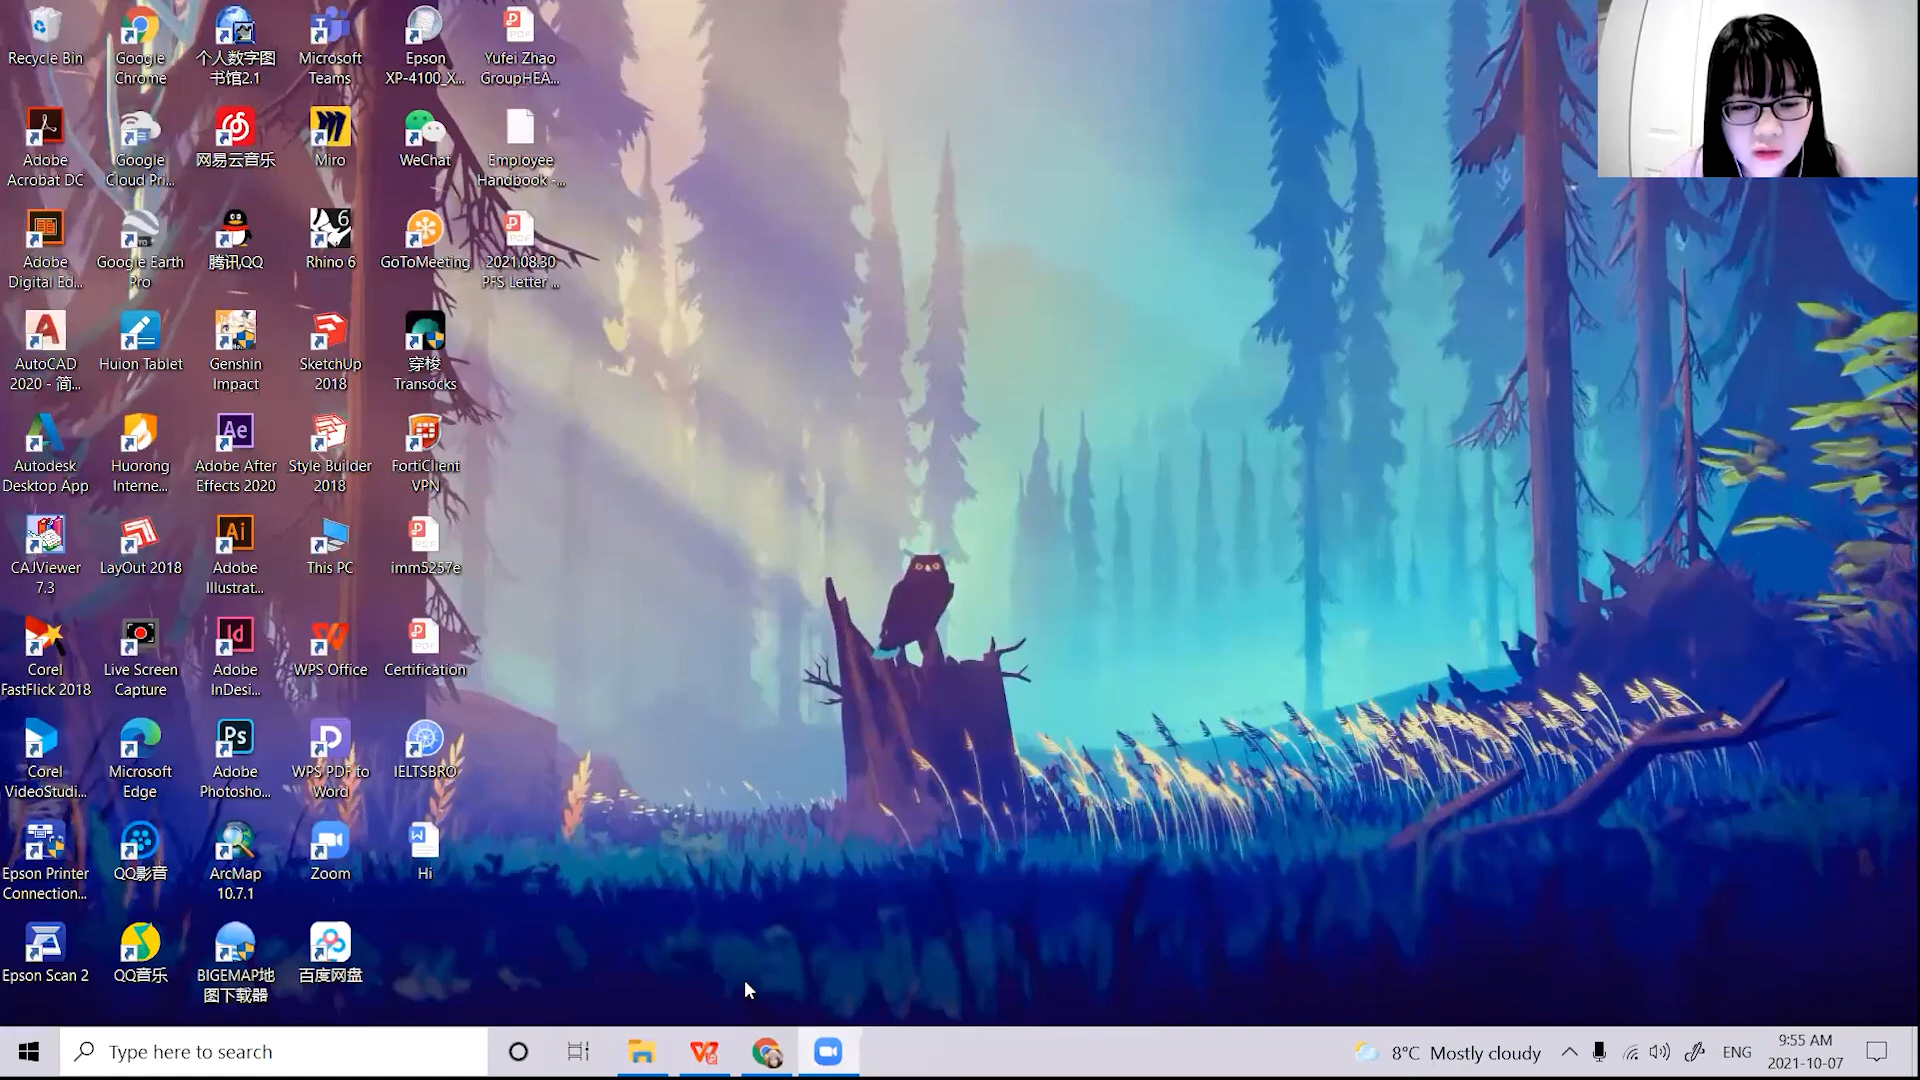 Recycle Bin
Google
Chrome
个人数字图
书馆2.1
Microsoft
Teams
Epson
XP-4100_X...
Yufei Zhao
GroupHEA...
Adobe
Acrobat DC
Google
Cloud Pri...
网易云音乐
Miro
WeChat
Employee
Handbook -...
Adobe
Digital Ed...
Google Earth
Pro
腾讯QQ
Rhino 6
GoToMeeting
2021.08.30
PFS Letter ...
AutoCAD
2020 - 简...
Huion Tablet
Genshin
Impact
SketchUp
2018
穿梭
Transocks
Autodesk
Desktop App
Huorong
Interne...
Adobe After
Effects 2020
Style Builder
2018
FortiClient
VPN
CAJViewer
7.3
LayOut 2018
Adobe
Illustrat...
This PC
imm5257e
Corel
FastFlick 2018
Live Screen
Capture
Adobe
InDesi...
WPS Office
Certification
Corel
VideoStudi...
Microsoft
Edge
Adobe
Photosho...
WPS PDF to
Word
IELTSBRO
Epson Printer
Connection...
QQ影音
ArcMap
10.7.1
Zoom
Hi
Epson Scan 2
QQ音乐
BIGEMAP地
图下载器
百度网盘
Type here to search
8°C Mostly cloudy
ENG
9:55 AM
2021-10-07